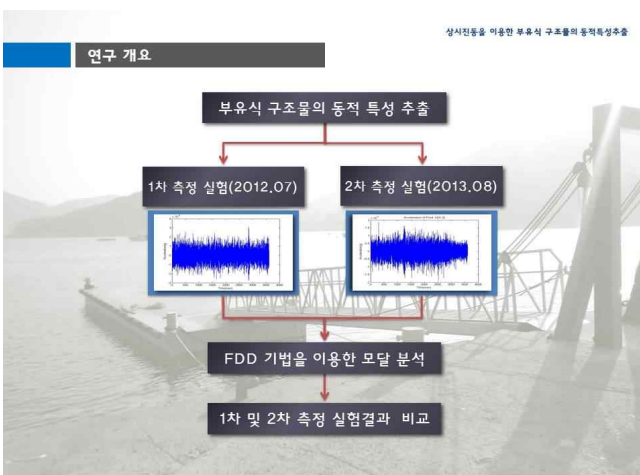 상시진동을 이용한 부유식 구조물의 동적특성추출
연구 개요
부유식 구조물의 동적 특성 추출
1차 측정 실험(2012.07)
2차 측정 실험(2013.08)
FDD 기법을 이용한 모달 분석
1차 및 2차 측정 실험결과 비교